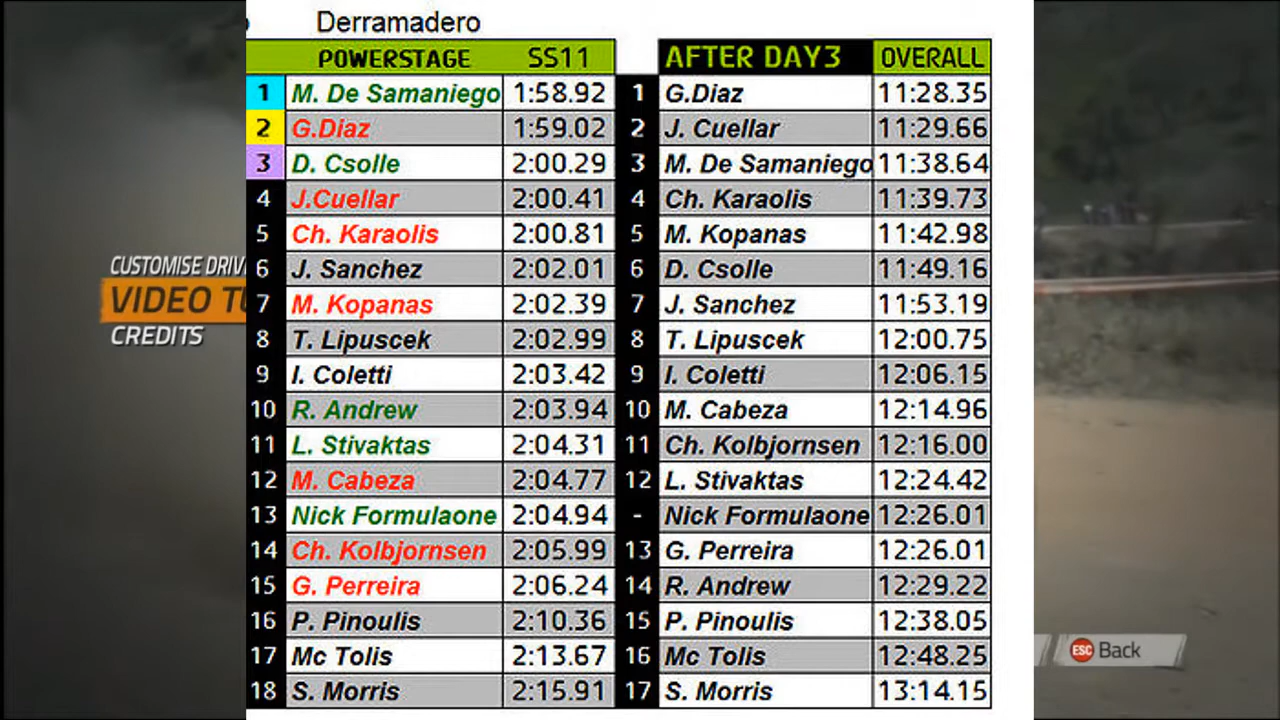 Derramadero
POWERSTAGE SS11
1 M. De Samaniego 1:58.92
2 G.Diaz 1:59.02
3 D. Csolle 2:00.29
4 J.Cuellar 2:00.41
5 Ch. Karaolis 2:00.81
6 J. Sanchez 2:02.01
7 M. Kopanas 2:02.39
8 T. Lipuscek 2:02.99
9 I. Coletti 2:03.42
10 R. Andrew 2:03.94
11 L. Stivaktas 2:04.31
12 M. Cabeza 2:04.77
13 Nick Formulaone 2:04.94
14 Ch. Kolbjornsen 2:05.99
15 G. Perreira 2:06.24
16 P. Pinoulis 2:10.36
17 Mc Tolis 2:13.67
18 S. Morris 2:15.91
AFTER DAY3 OVERALL
1 G.Diaz 11:28.35
2 J. Cuellar 11:29.66
3 M. De Samaniego 11:38.64
4 Ch. Karaolis 11:39.73
5 M. Kopanas 11:42.98
6 D. Csolle 11:49.16
7 J. Sanchez 11:53.19
8 T. Lipuscek 12:00.75
9 I. Coletti 12:06.15
10 M. Cabeza 12:14.96
11 Ch. Kolbjornsen 12:16.00
12 L. Stivaktas 12:24.42
- Nick Formulaone 12:26.01
13 G. Perreira 12:26.01
14 R. Andrew 12:29.22
15 P. Pinoulis 12:38.05
16 Mc Tolis 12:48.25
17 S. Morris 13:14.15
CUSTOMISE DRIV
VIDEO TU
CREDITS
ESC Back